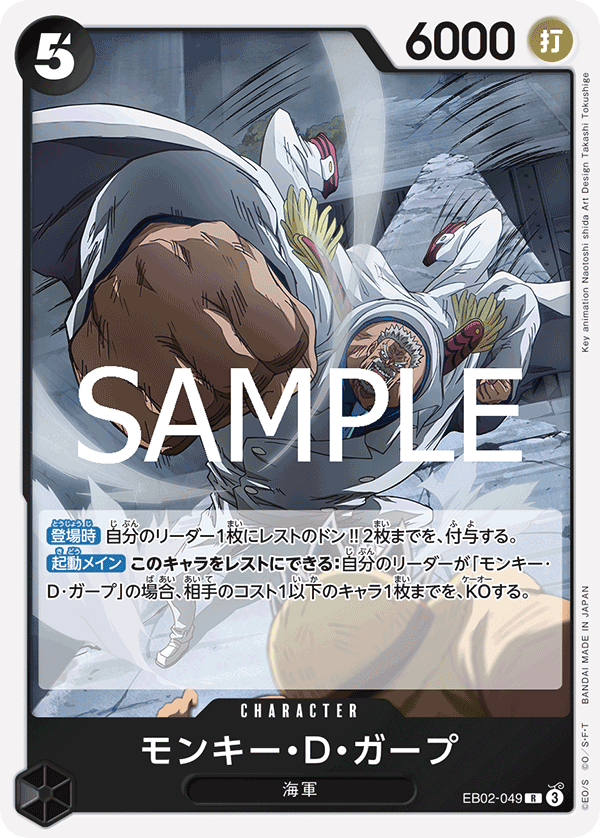 5
6000
打
Key animation Naotoshi shida Art Design Takashi Tokushige
SAMPLE
登場時 自分のリーダー1枚にレストのドン!!2枚までを、付与する。
起動メイン このキャラをレストにできる:自分のリーダーが「モンキー・
D・ガープ」の場合、相手のコスト1以下のキャラ1枚までを、KOする。
CHARACTER
モンキー・D・ガープ
海軍
EB02-049 R 3
©EO/S ©O/S・F・T BANDAI MADE IN JAPAN